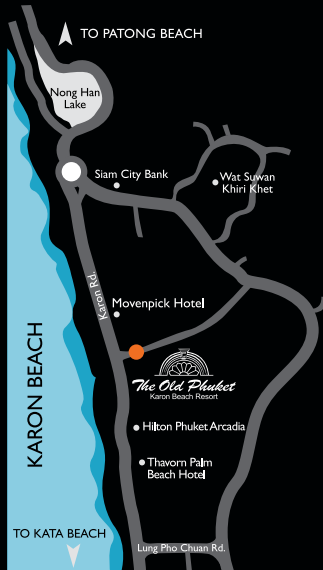 TO PATONG BEACH
Nong Han
Lake
Siam City Bank
Wat Suwan
Khiri Khet
Karon Rd.
Movenpick Hotel
The Old Phuket
Karon Beach Resort
KARON BEACH
Hilton Phuket Arcadia
Thavorn Palm
Beach Hotel
TO KATA BEACH
Lung Pho Chuan Rd.